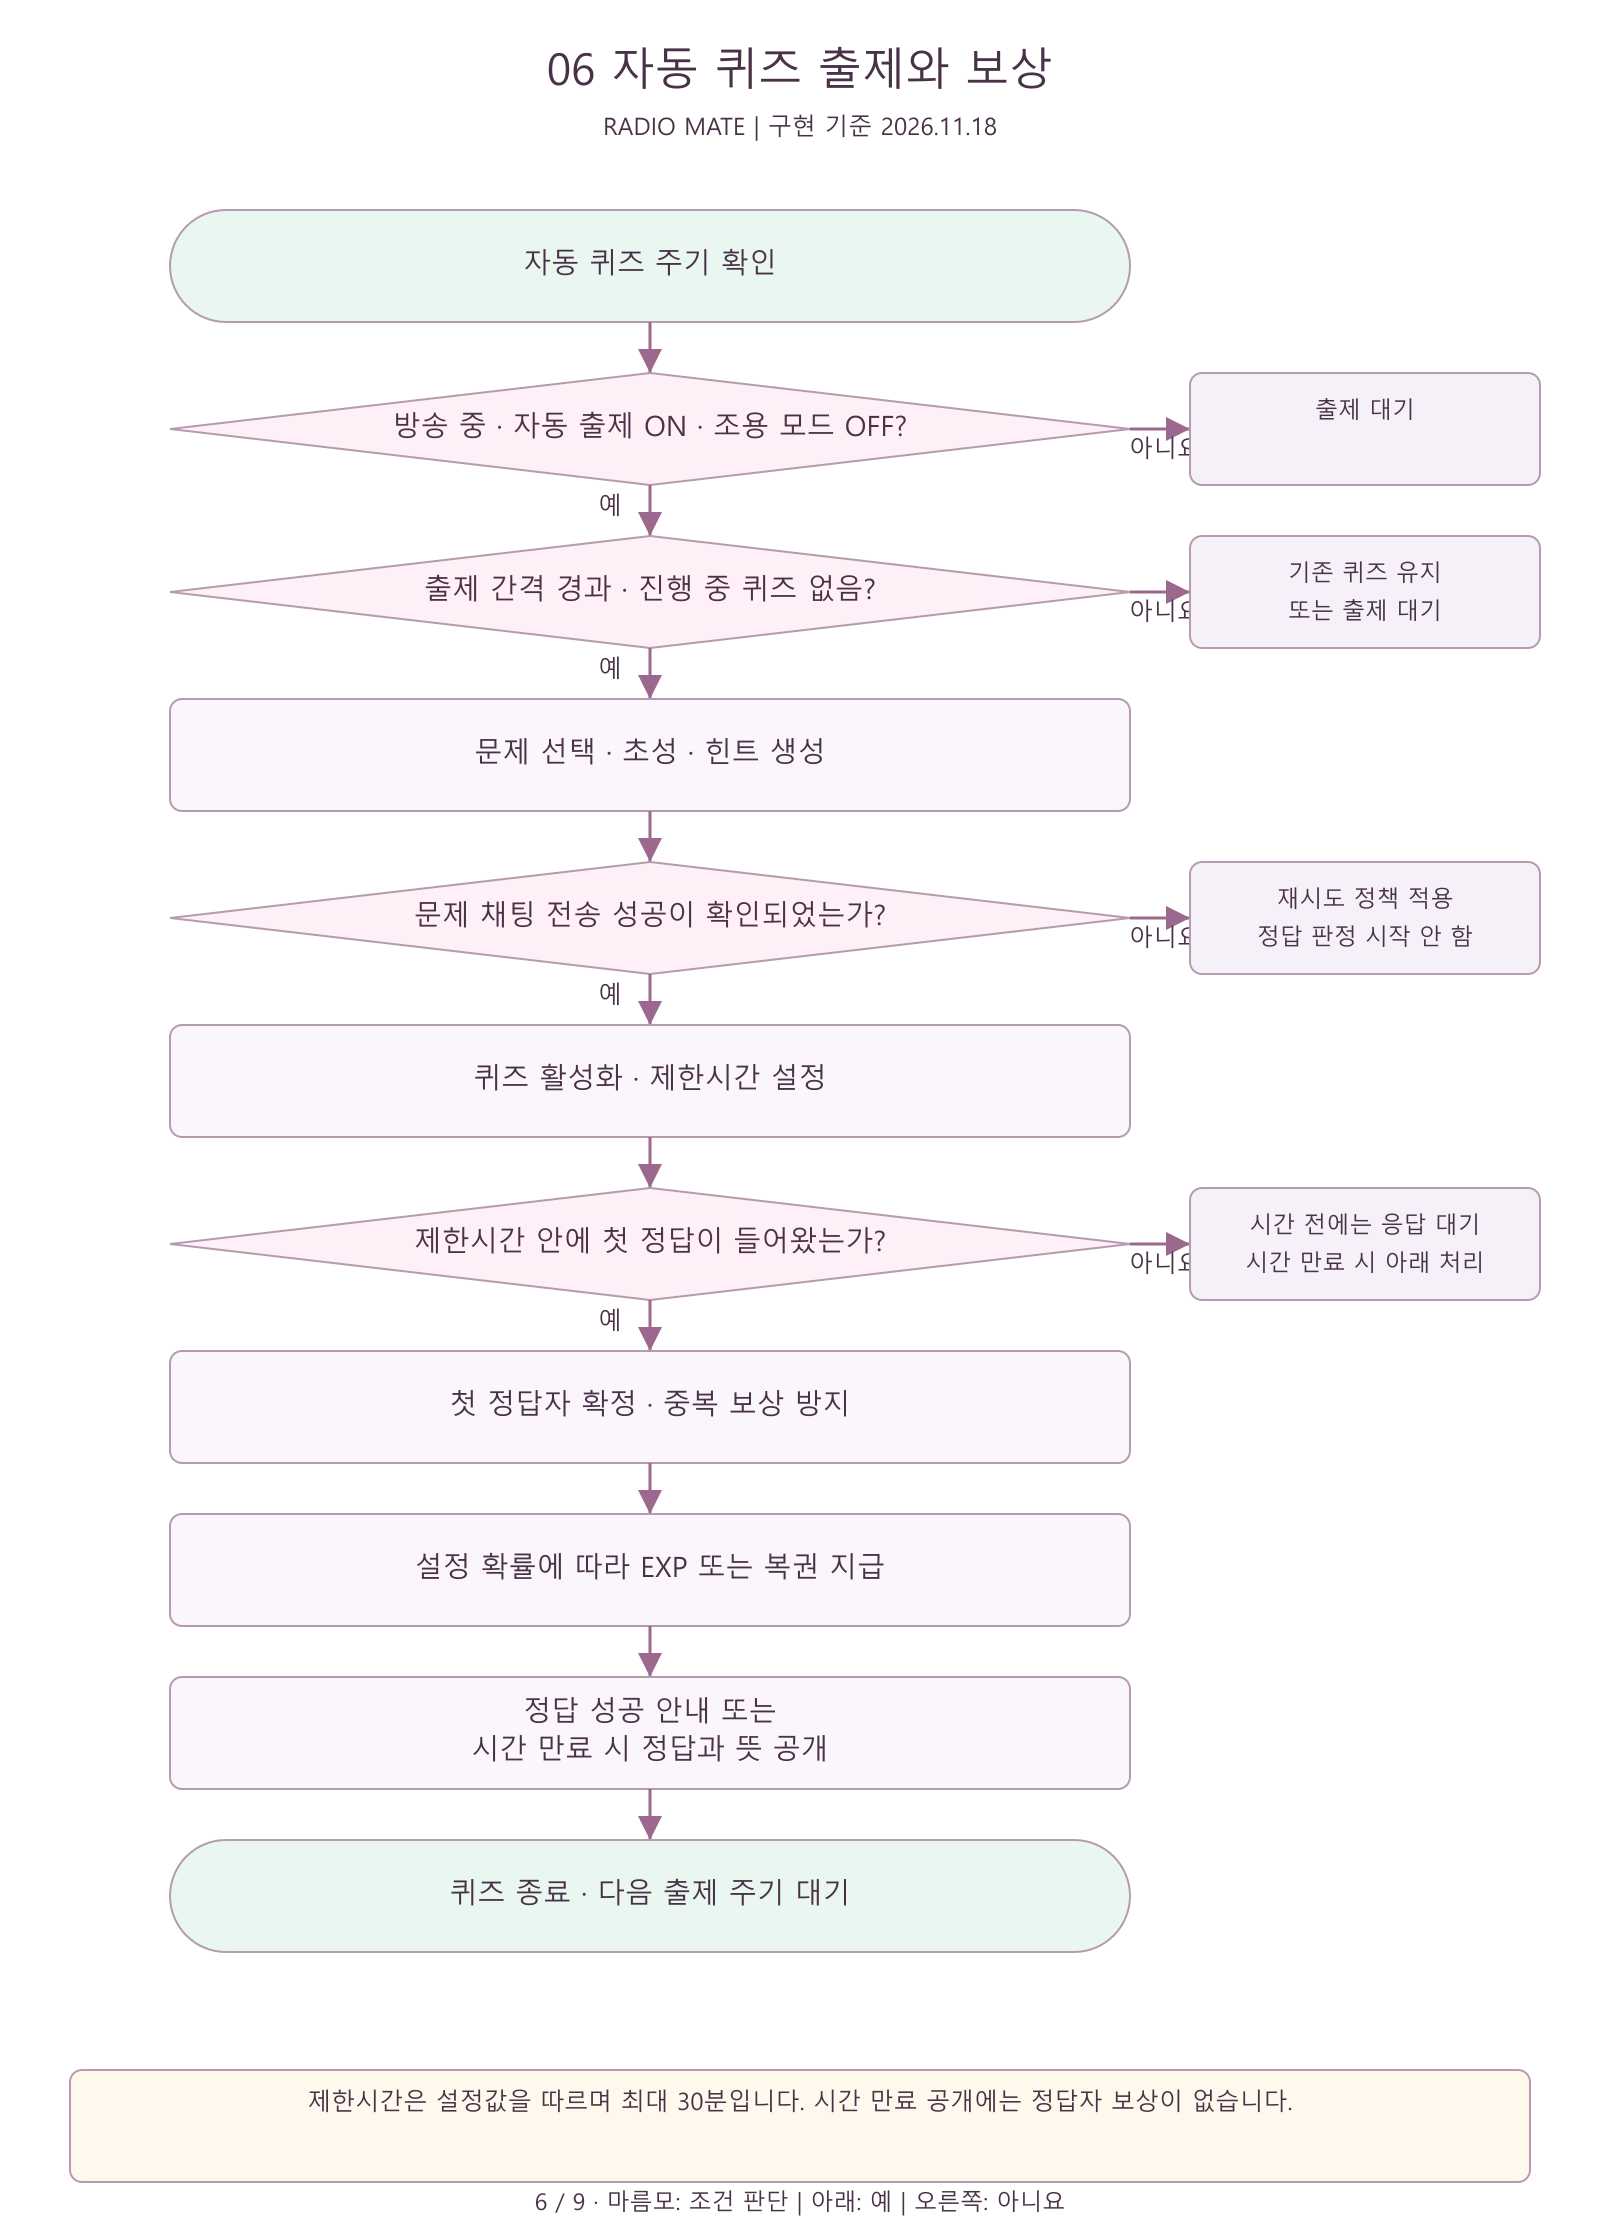 06 자동 퀴즈 출제와 보상
RADIO MATE | 구현 기준 2026.11.18
자동 퀴즈 주기 확인
방송 중 · 자동 출제 ON · 조용 모드 OFF?
아니요
출제 대기
예
출제 간격 경과 · 진행 중 퀴즈 없음?
아니요
기존 퀴즈 유지
또는 출제 대기
예
문제 선택 · 초성 · 힌트 생성
문제 채팅 전송 성공이 확인되었는가?
아니요
재시도 정책 적용
정답 판정 시작 안 함
예
퀴즈 활성화 · 제한시간 설정
제한시간 안에 첫 정답이 들어왔는가?
아니요
시간 전에는 응답 대기
시간 만료 시 아래 처리
예
첫 정답자 확정 · 중복 보상 방지
설정 확률에 따라 EXP 또는 복권 지급
정답 성공 안내 또는
시간 만료 시 정답과 뜻 공개
퀴즈 종료 · 다음 출제 주기 대기
제한시간은 설정값을 따르며 최대 30분입니다. 시간 만료 공개에는 정답자 보상이 없습니다.
6 / 9 · 마름모: 조건 판단 | 아래: 예 | 오른쪽: 아니요